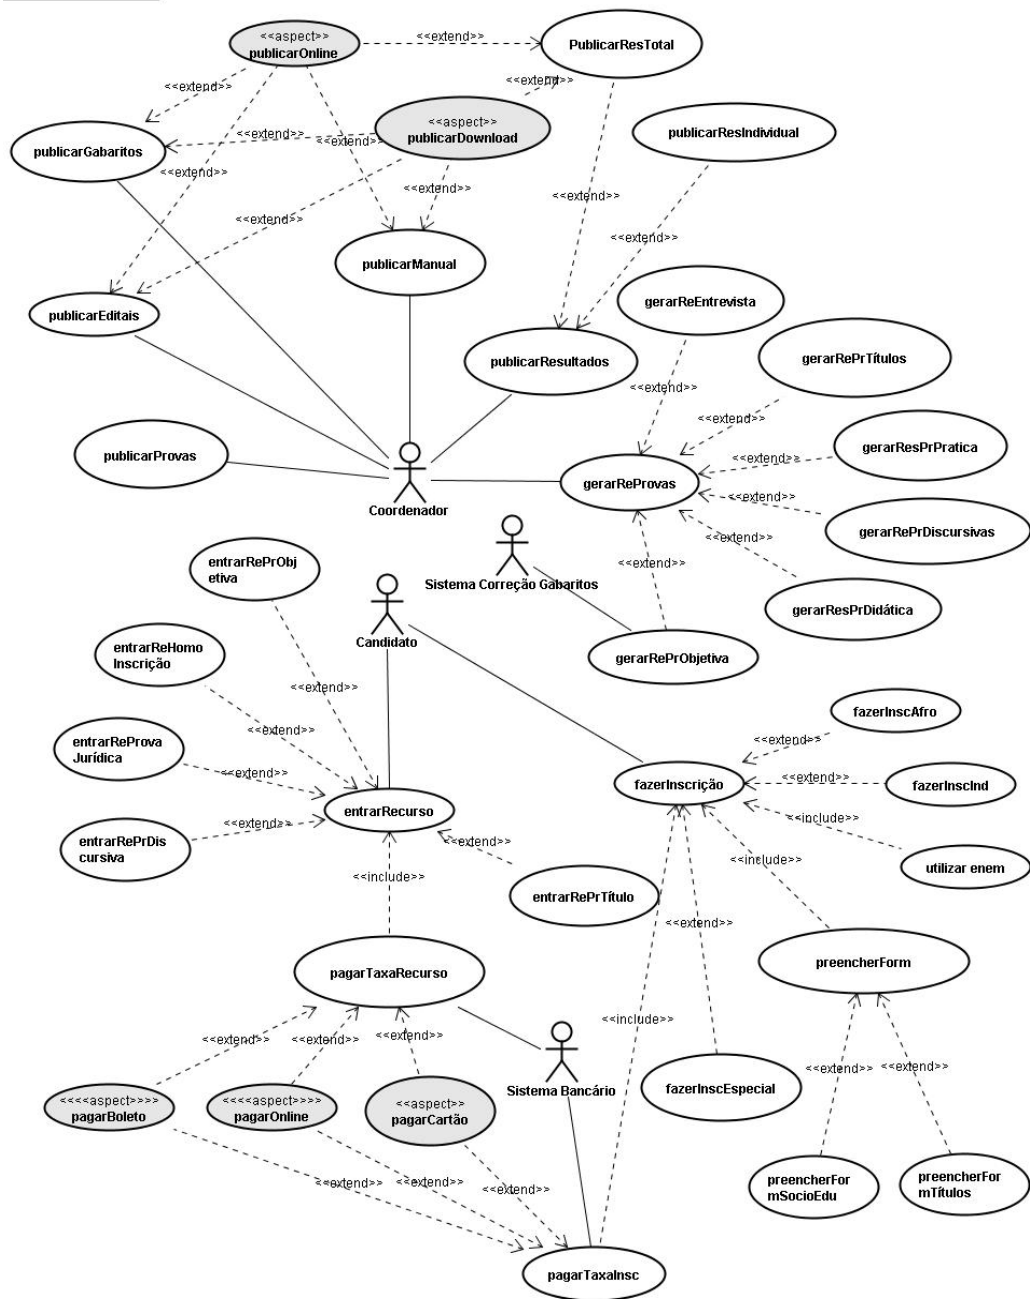 <<aspect>>
publicarOnline
<<extend>>
PublicarResTotal
<<extend>>
<<extend>>
<<aspect>>
publicarDownload
publicarResIndividual
<<extend>>
<<extend>>
publicarGabaritos
<<extend>>
<<extend>>
<<extend>>
<<extend>>
<<extend>>
<<extend>>
publicarManual
gerarReEntrevista
publicarEditais
publicarResultados
gerarRePrTítulos
<<extend>>
<<extend>>
publicarProvas
gerarResPrPratica
<<extend>>
gerarReProvas
<<extend>>
Coordenador
gerarRePrDiscursivas
<<extend>>
entrarRePrObj
etiva
Sistema Correção Gabaritos
<<extend>>
gerarResPrDidática
Candidato
entrarReHomo
Inscrição
gerarRePrObjetiva
<<extend>>
fazerInscAfro
<<extend>>
<<extend>>
entrarReProva
Jurídica
<<extend>>
fazerInscrição
<<extend>>
fazerInscInd
entrarRecurso
<<extend>>
<<include>>
entrarRePrDis
cursiva
<<extend>>
<<include>>
utilizar enem
<<include>>
entrarRePrTítulo
<<extend>>
pagarTaxaRecurso
preencherForm
<<include>>
<<extend>>
<<extend>>
<<extend>>
<<extend>>
<<extend>>
Sistema Bancário
fazerInscEspecial
<<<<aspect>>>>
pagarBoleto
<<<<aspect>>>>
pagarOnline
<<aspect>>
pagarCartão
<<extend>>
<<extend>>
<<extend>>
<<extend>>
preencherFor
mSocioEdu
preencherFor
mTítulos
pagarTaxaInsc